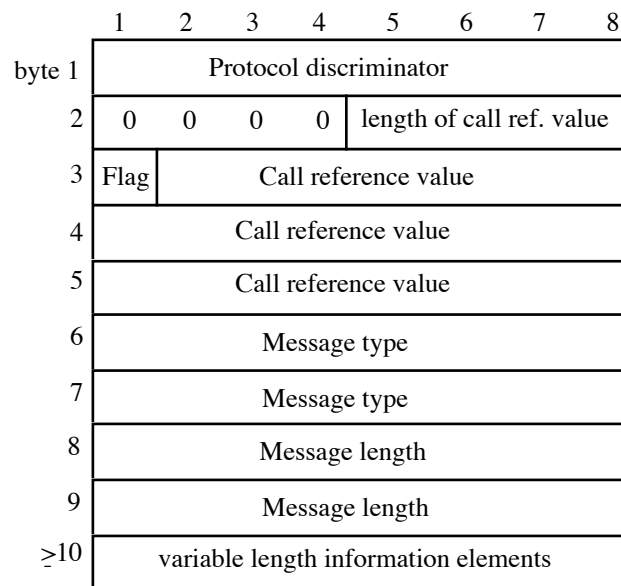 1 2 3 4 5 6 7 8
byte 1 Protocol discriminator
2 0 0 0 0 length of call ref. value
3 Flag Call reference value
4 Call reference value
5 Call reference value
6 Message type
7 Message type
8 Message length
9 Message length
≥10 variable length information elements